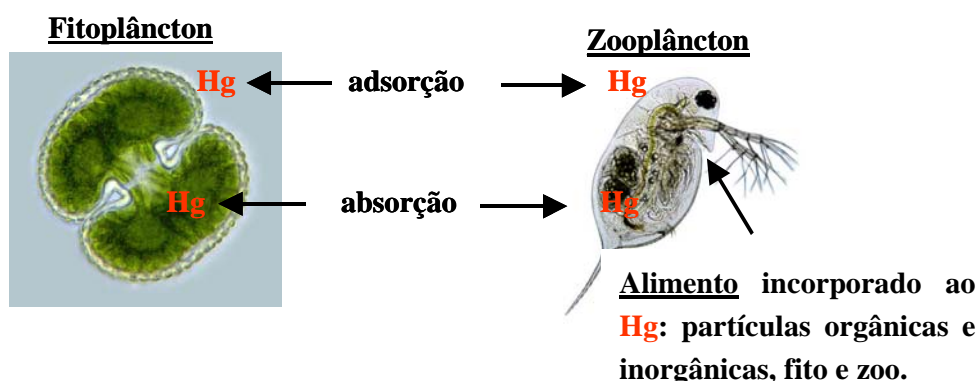 Fitoplâncton
Zooplâncton
Hg adsorção Hg
Hg absorção Hg
Alimento incorporado ao
Hg: partículas orgânicas e
inorgânicas, fito e zoo.